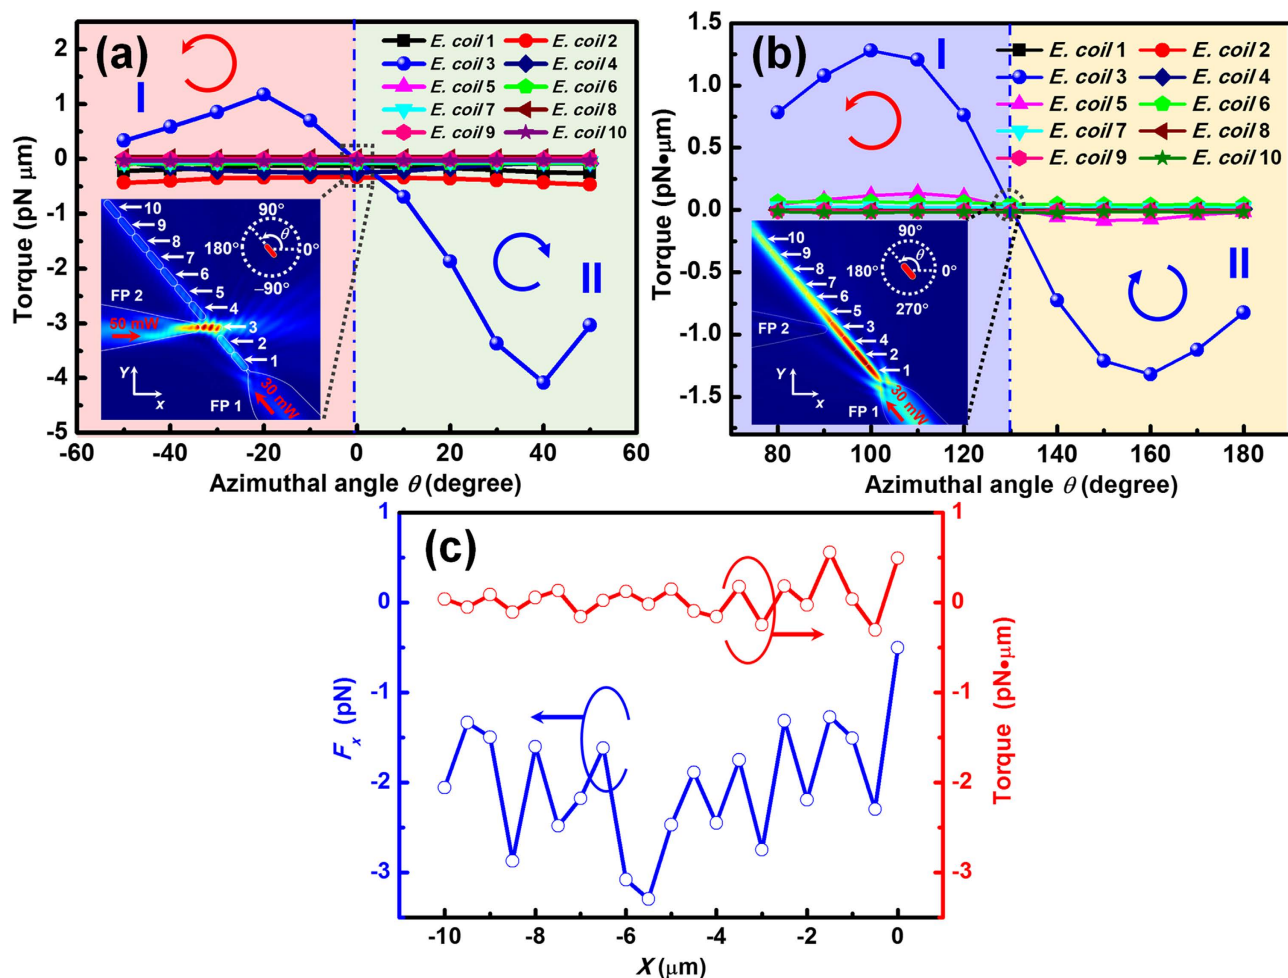 (a)
I
II
E. coil 1
E. coil 2
E. coil 3
E. coil 4
E. coil 5
E. coil 6
E. coil 7
E. coil 8
E. coil 9
E. coil 10
Torque (pN μm)
2
1
0
-1
-2
-3
-4
-5
10
9
8
7
6
5
4
3
2
1
90°
θ
180°
0°
–90°
FP 2
50 mW
Y
x
FP 1
30 mW
-60
-40
-20
0
20
40
60
Azimuthal angle θ (degree)
(b)
I
II
E. coil 1
E. coil 2
E. coil 3
E. coil 4
E. coil 5
E. coil 6
E. coil 7
E. coil 8
E. coil 9
E. coil 10
Torque (pN•μm)
1.5
1.0
0.5
0.0
-0.5
-1.0
-1.5
10
9
8
7
6
5
3
4
2
1
90°
θ
180°
0°
270°
FP 2
Y
x
FP 1
30 mW
80
100
120
140
160
180
Azimuthal angle θ (degree)
(c)
1
0
-1
-2
-3
Fx (pN)
1
0
-1
-2
-3
Torque (pN•μm)
-10
-8
-6
-4
-2
0
X (μm)